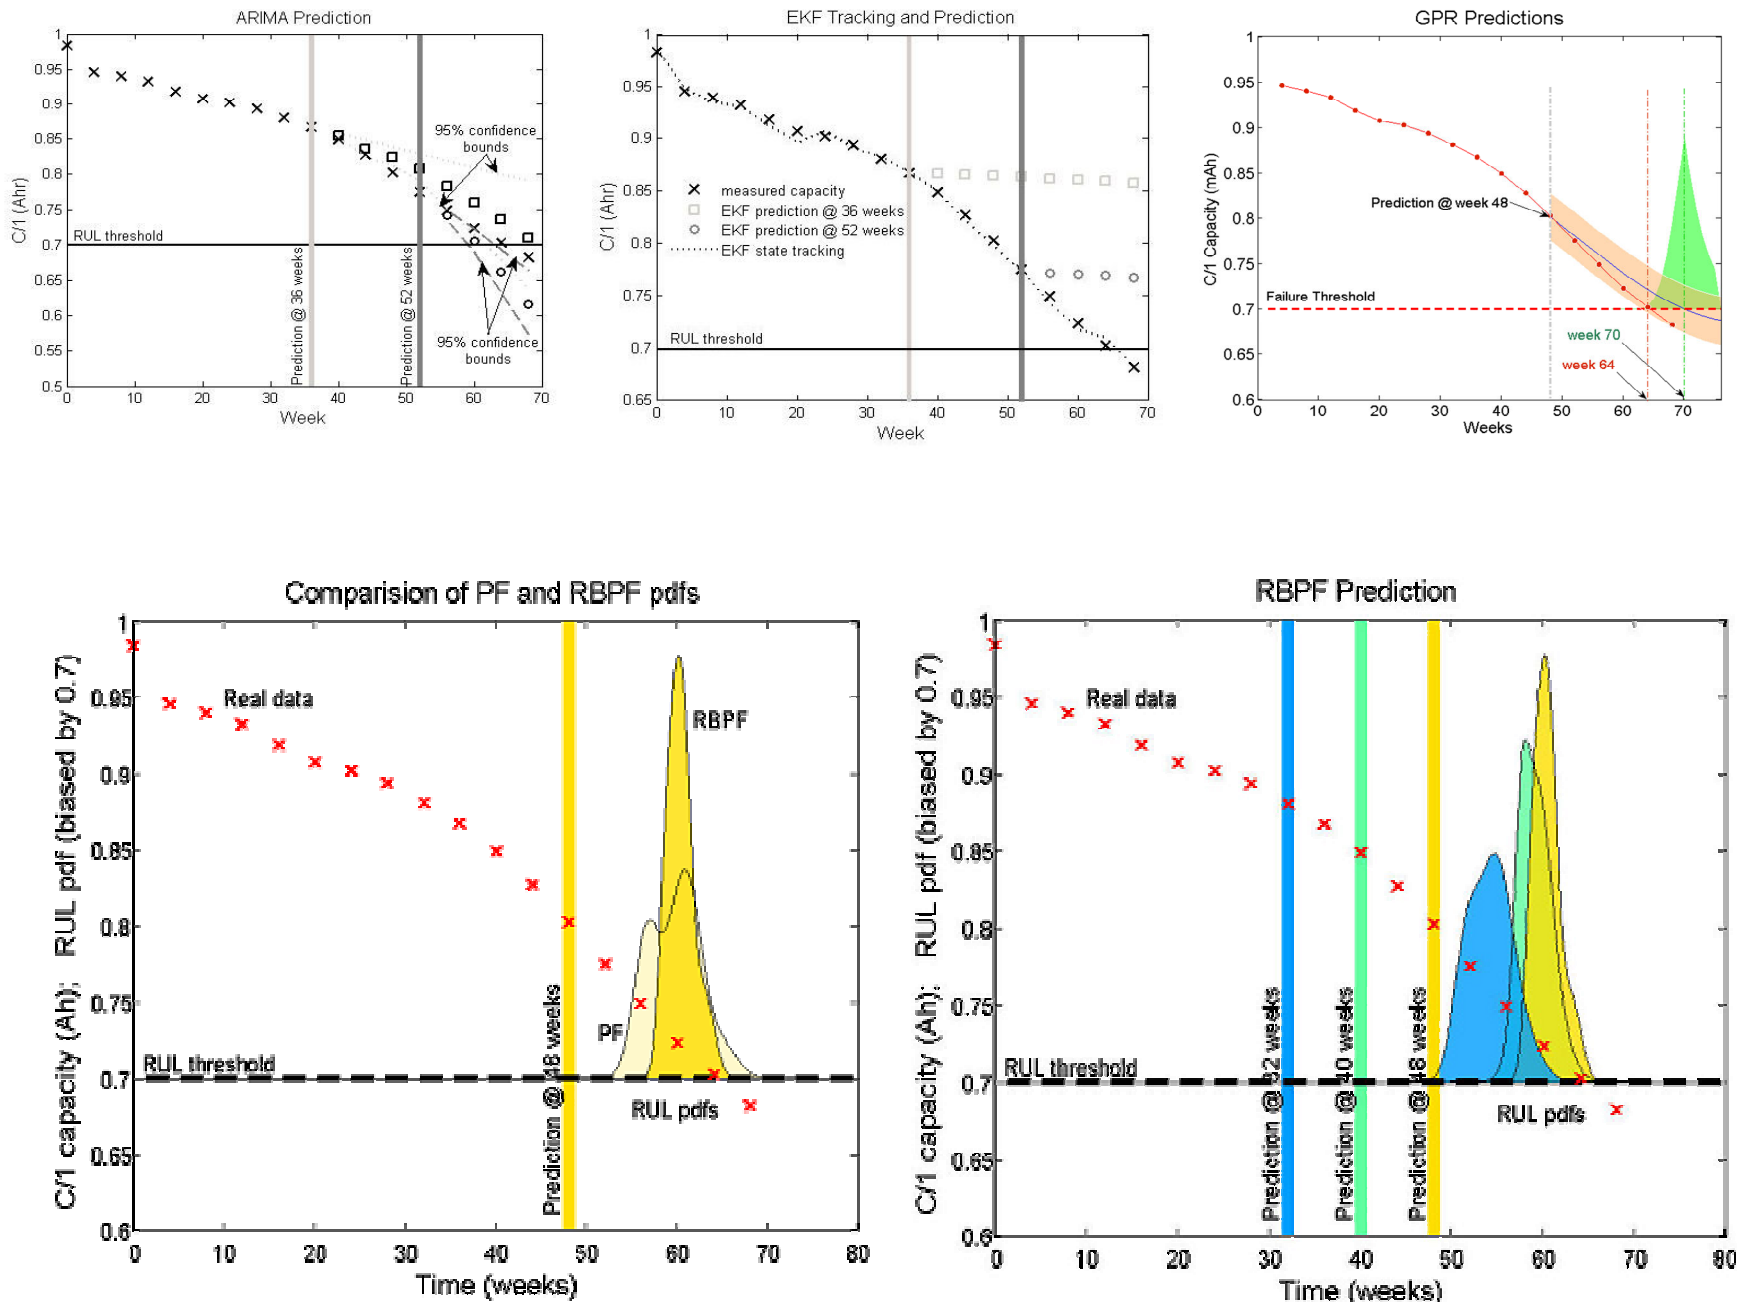 ARIMA Prediction
1
0.95
0.9
0.85
0.8
0.75
0.7
0.65
0.6
0.55
0.5
C/1 (Ahr)
95% confidence
bounds
RUL threshold
Prediction @ 36 weeks
Prediction @ 52 weeks
95% confidence
bounds
0 10 20 30 40 50 60 70
Week
EKF Tracking and Prediction
1
0.95
0.9
0.85
0.8
0.75
0.7
0.65
C/1 (Ahr)
measured capacity
EKF prediction @ 36 weeks
EKF prediction @ 52 weeks
EKF state tracking
RUL threshold
0 10 20 30 40 50 60 70
Week
GPR Predictions
1
0.95
0.9
0.85
0.8
0.75
0.7
0.65
0.6
C/1 Capacity (mAh)
Prediction @ week 48
Failure Threshold
week 70
week 64
0 10 20 30 40 50 60 70
Weeks
Comparision of PF and RBPF pdfs
1
0.95
0.9
0.85
0.8
0.75
0.7
0.65
0.6
C/1 capacity (Ah); RUL pdf (biased by 0.7)
Real data
RBPF
PF
RUL threshold
RUL pdfs
Prediction @ 48 weeks
0 10 20 30 40 50 60 70 80
Time (weeks)
RBPF Prediction
1
0.95
0.9
0.85
0.8
0.75
0.7
0.65
0.6
C/1 capacity (Ah); RUL pdf (biased by 0.7)
Real data
RUL threshold
RUL pdfs
Prediction @ 32 weeks
Prediction @ 40 weeks
Prediction @ 48 weeks
0 10 20 30 40 50 60 70 80
Time (weeks)